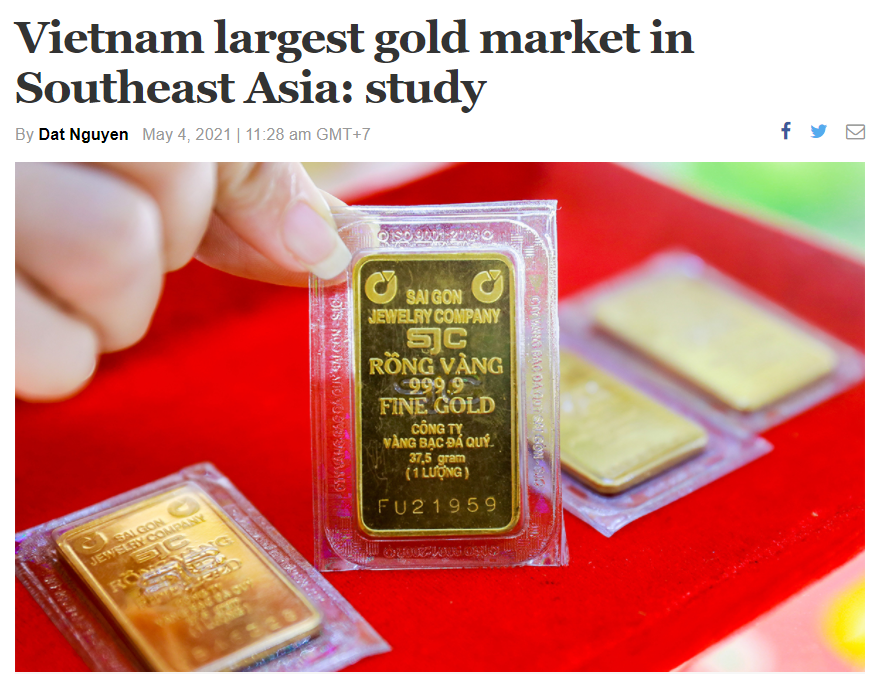 Vietnam largest gold market in
Southeast Asia: study
By Dat Nguyen May 4, 2021 | 11:28 am GMT+7
SAI GON
JEWELRY COMPANY
SJC
RỒNG VÀNG
999.9
FINE GOLD
CÔNG TY
VÀNG BẠC ĐÁ QUÝ.
37,5 gram
(1 LƯỢNG)
FU21959
SAI GON
JEWELRY COMPANY
SJC